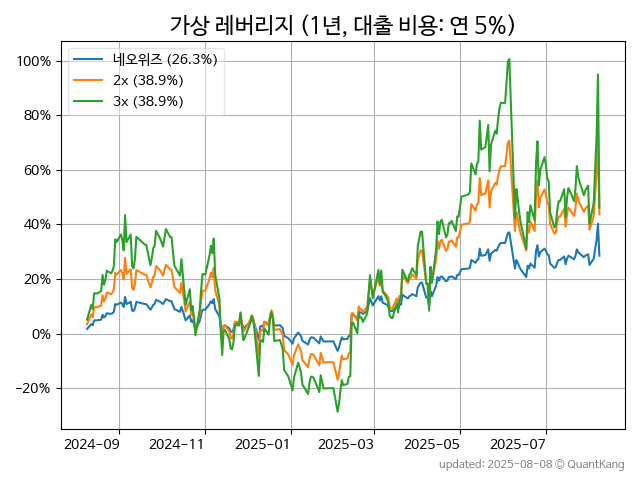 가상 레버리지 (1년, 대출 비용: 연 5%)
네오위즈 (26.3%)
2x (38.9%)
3x (38.9%)
100%
80%
60%
40%
20%
0%
−20%
2024-09
2024-11
2025-01
2025-03
2025-05
2025-07
updated: 2025-08-08 © QuantKang